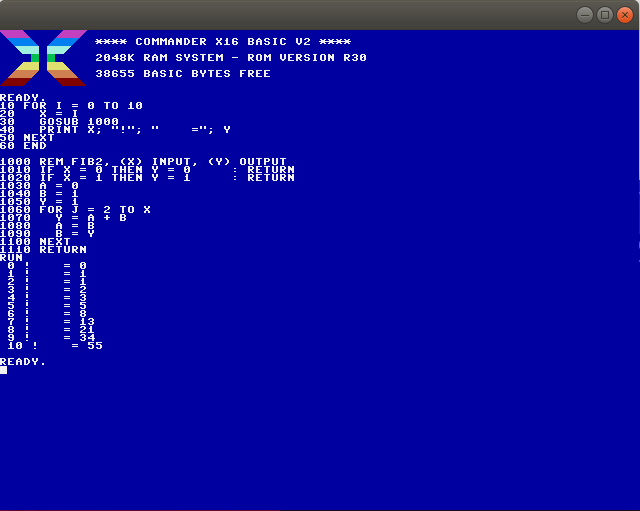 **** COMMANDER X16 BASIC V2 ****
2048K RAM SYSTEM - ROM VERSION R30
38655 BASIC BYTES FREE
READY.
10 FOR I = 0 TO 10
20   X = I
30   GOSUB 1000
40   PRINT X; "!"; "    ="; Y
50 NEXT
60 END
1000 REM FIB2, (X) INPUT, (Y) OUTPUT
1010 IF X = 0 THEN Y = 0     : RETURN
1020 IF X = 1 THEN Y = 1     : RETURN
1030 A = 0
1040 B = 1
1050 Y = 1
1060 FOR J = 2 TO X
1070   Y = A + B
1080   A = B
1090   B = Y
1100 NEXT
1110 RETURN
RUN
 0 !    = 0
 1 !    = 1
 2 !    = 1
 3 !    = 2
 4 !    = 3
 5 !    = 5
 6 !    = 8
 7 !    = 13
 8 !    = 21
 9 !    = 34
 10 !    = 55
READY.